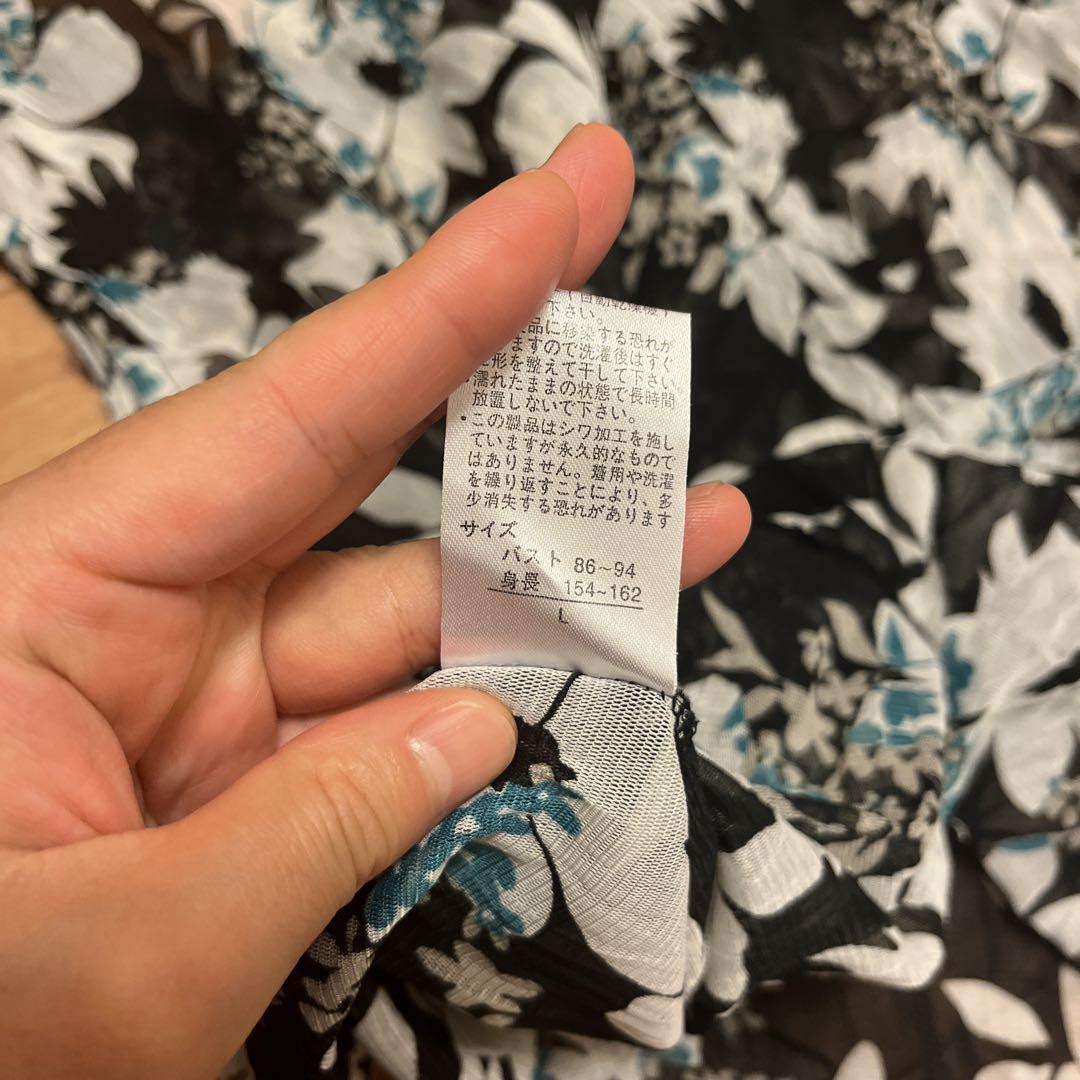 (自動乾燥機)
下さい。
品に移染する恐れが
ますので洗濯後はすぐ
形を整えて干して下さい。
濡れたままの状態で長時間
放置しないで下さい。
・この製品はシワ加工を施し
ていますが永久的なもので
はありません。着用や洗濯
を繰り返すことにより、多
少消失する恐れがあります
サイズ
バスト 86~94
身長 154~162
L